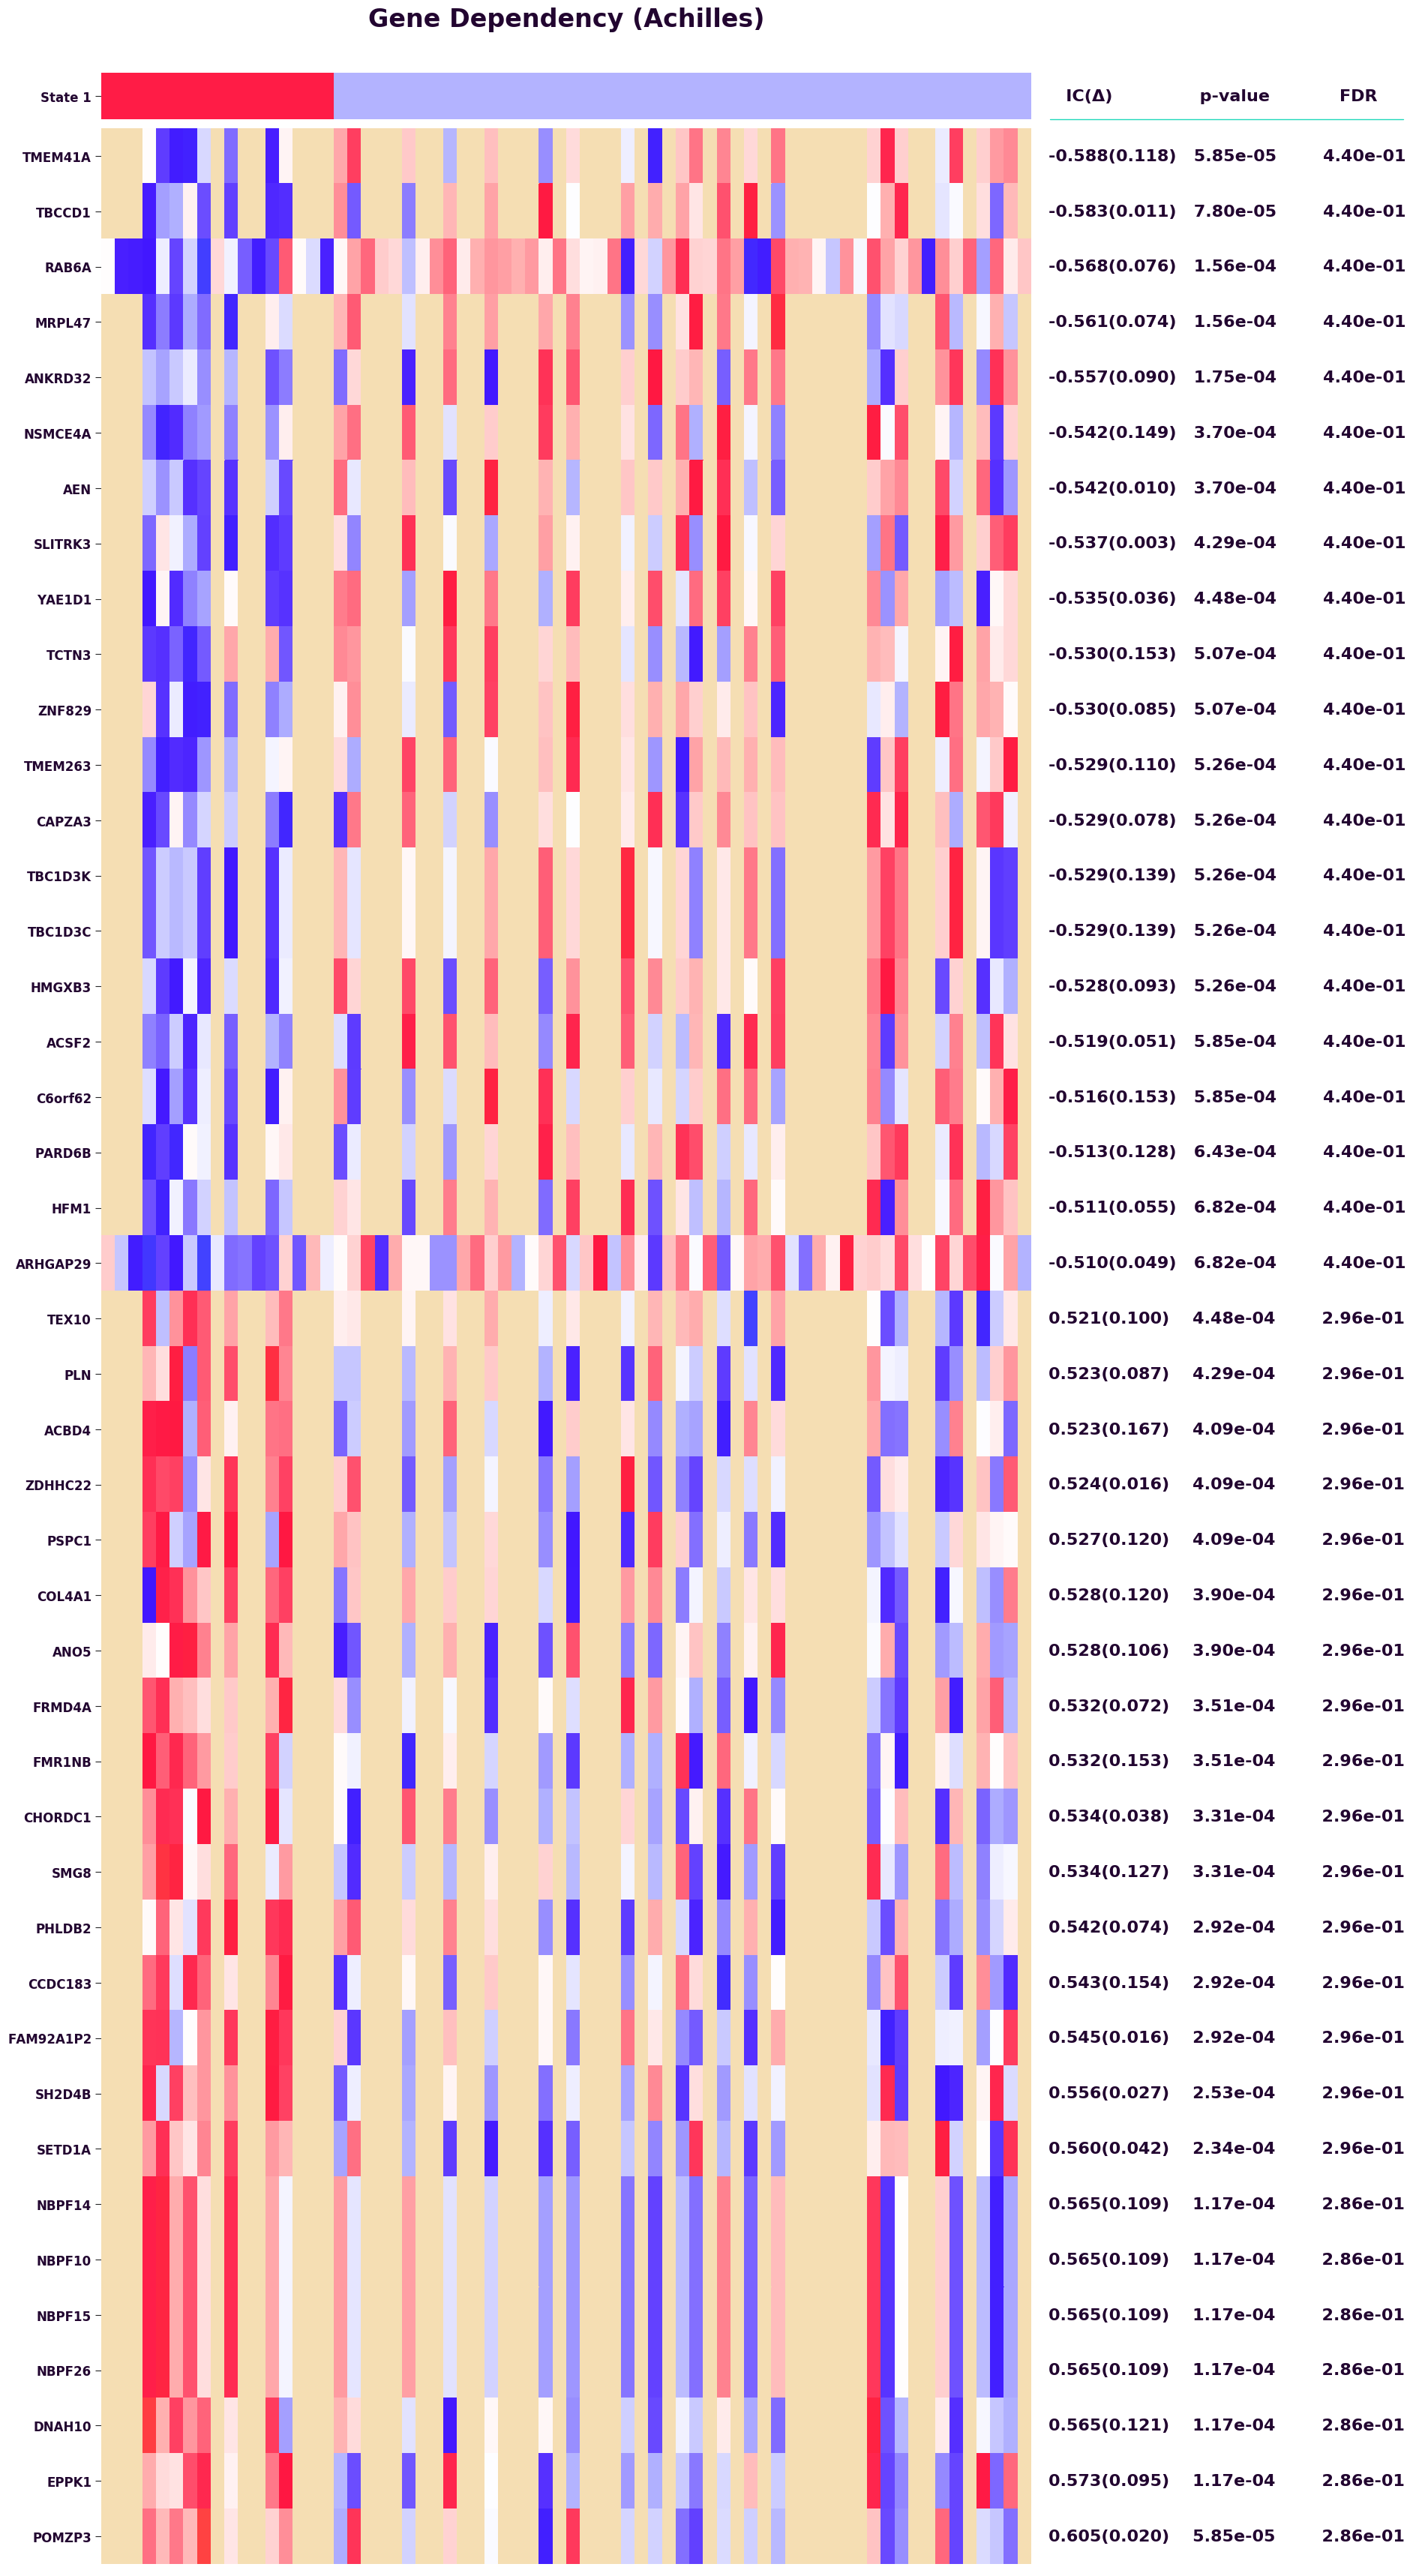 Gene Dependency (Achilles)
State 1 IC(Δ) p-value FDR
TMEM41A -0.588(0.118) 5.85e-05 4.40e-01
TBCCD1 -0.583(0.011) 7.80e-05 4.40e-01
RAB6A -0.568(0.076) 1.56e-04 4.40e-01
MRPL47 -0.561(0.074) 1.56e-04 4.40e-01
ANKRD32 -0.557(0.090) 1.75e-04 4.40e-01
NSMCE4A -0.542(0.149) 3.70e-04 4.40e-01
AEN -0.542(0.010) 3.70e-04 4.40e-01
SLITRK3 -0.537(0.003) 4.29e-04 4.40e-01
YAE1D1 -0.535(0.036) 4.48e-04 4.40e-01
TCTN3 -0.530(0.153) 5.07e-04 4.40e-01
ZNF829 -0.530(0.085) 5.07e-04 4.40e-01
TMEM263 -0.529(0.110) 5.26e-04 4.40e-01
CAPZA3 -0.529(0.078) 5.26e-04 4.40e-01
TBC1D3K -0.529(0.139) 5.26e-04 4.40e-01
TBC1D3C -0.529(0.139) 5.26e-04 4.40e-01
HMGXB3 -0.528(0.093) 5.26e-04 4.40e-01
ACSF2 -0.519(0.051) 5.85e-04 4.40e-01
C6orf62 -0.516(0.153) 5.85e-04 4.40e-01
PARD6B -0.513(0.128) 6.43e-04 4.40e-01
HFM1 -0.511(0.055) 6.82e-04 4.40e-01
ARHGAP29 -0.510(0.049) 6.82e-04 4.40e-01
TEX10 0.521(0.100) 4.48e-04 2.96e-01
PLN 0.523(0.087) 4.29e-04 2.96e-01
ACBD4 0.523(0.167) 4.09e-04 2.96e-01
ZDHHC22 0.524(0.016) 4.09e-04 2.96e-01
PSPC1 0.527(0.120) 4.09e-04 2.96e-01
COL4A1 0.528(0.120) 3.90e-04 2.96e-01
ANO5 0.528(0.106) 3.90e-04 2.96e-01
FRMD4A 0.532(0.072) 3.51e-04 2.96e-01
FMR1NB 0.532(0.153) 3.51e-04 2.96e-01
CHORDC1 0.534(0.038) 3.31e-04 2.96e-01
SMG8 0.534(0.127) 3.31e-04 2.96e-01
PHLDB2 0.542(0.074) 2.92e-04 2.96e-01
CCDC183 0.543(0.154) 2.92e-04 2.96e-01
FAM92A1P2 0.545(0.016) 2.92e-04 2.96e-01
SH2D4B 0.556(0.027) 2.53e-04 2.96e-01
SETD1A 0.560(0.042) 2.34e-04 2.96e-01
NBPF14 0.565(0.109) 1.17e-04 2.86e-01
NBPF10 0.565(0.109) 1.17e-04 2.86e-01
NBPF15 0.565(0.109) 1.17e-04 2.86e-01
NBPF26 0.565(0.109) 1.17e-04 2.86e-01
DNAH10 0.565(0.121) 1.17e-04 2.86e-01
EPPK1 0.573(0.095) 1.17e-04 2.86e-01
POMZP3 0.605(0.020) 5.85e-05 2.86e-01